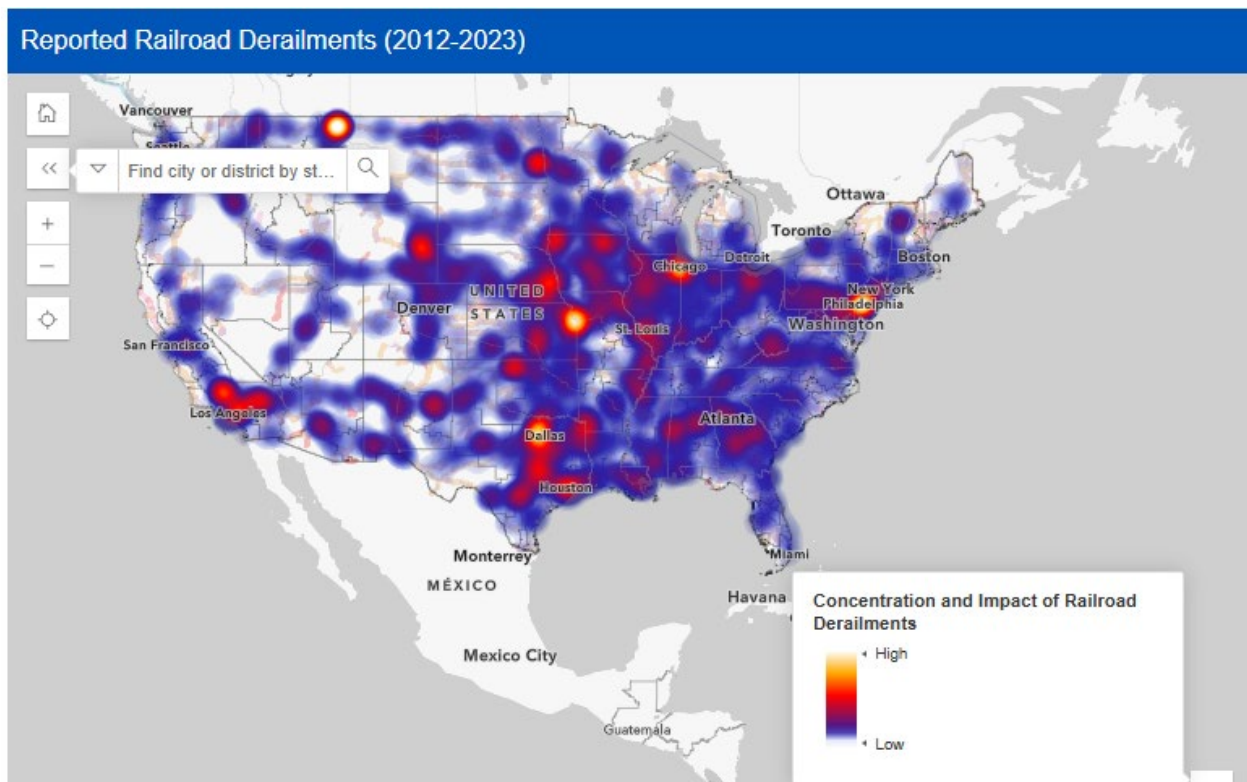 Reported Railroad Derailments (2012-2023)
Vancouver
Seattle
Find city or district by st...
Ottawa
Toronto
Boston
Detroit
Chicago
New York
UNITED
STATES
Denver
Philadelphia
Washington
St. Louis
San Francisco
Los Angeles
Atlanta
Dallas
Houston
Monterrey
Miami
MÉXICO
Havana
Concentration and Impact of Railroad
Derailments
High
Mexico City
Guatemala
Low